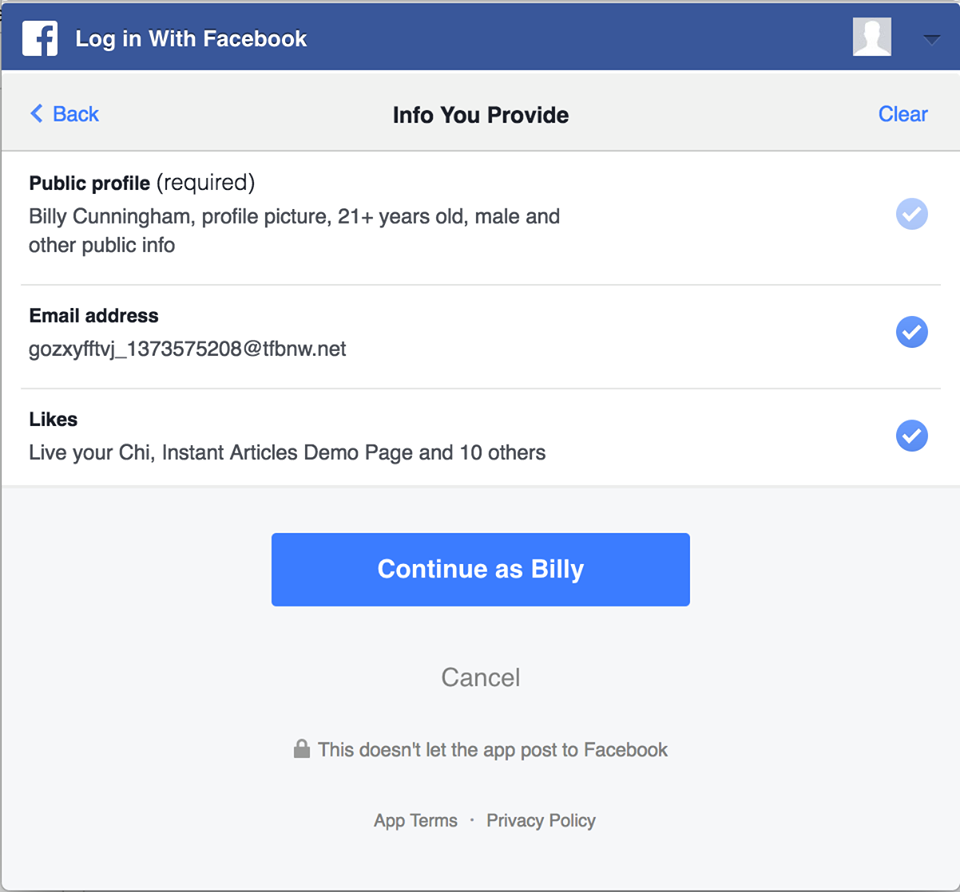 Log in With Facebook
Back
Info You Provide
Clear
Public profile (required)
Billy Cunningham, profile picture, 21+ years old, male and
other public info
Email address
gozxyfftvj_1373575208@tfbnw.net
Likes
Live your Chi, Instant Articles Demo Page and 10 others
Continue as Billy
Cancel
This doesn't let the app post to Facebook
App Terms · Privacy Policy